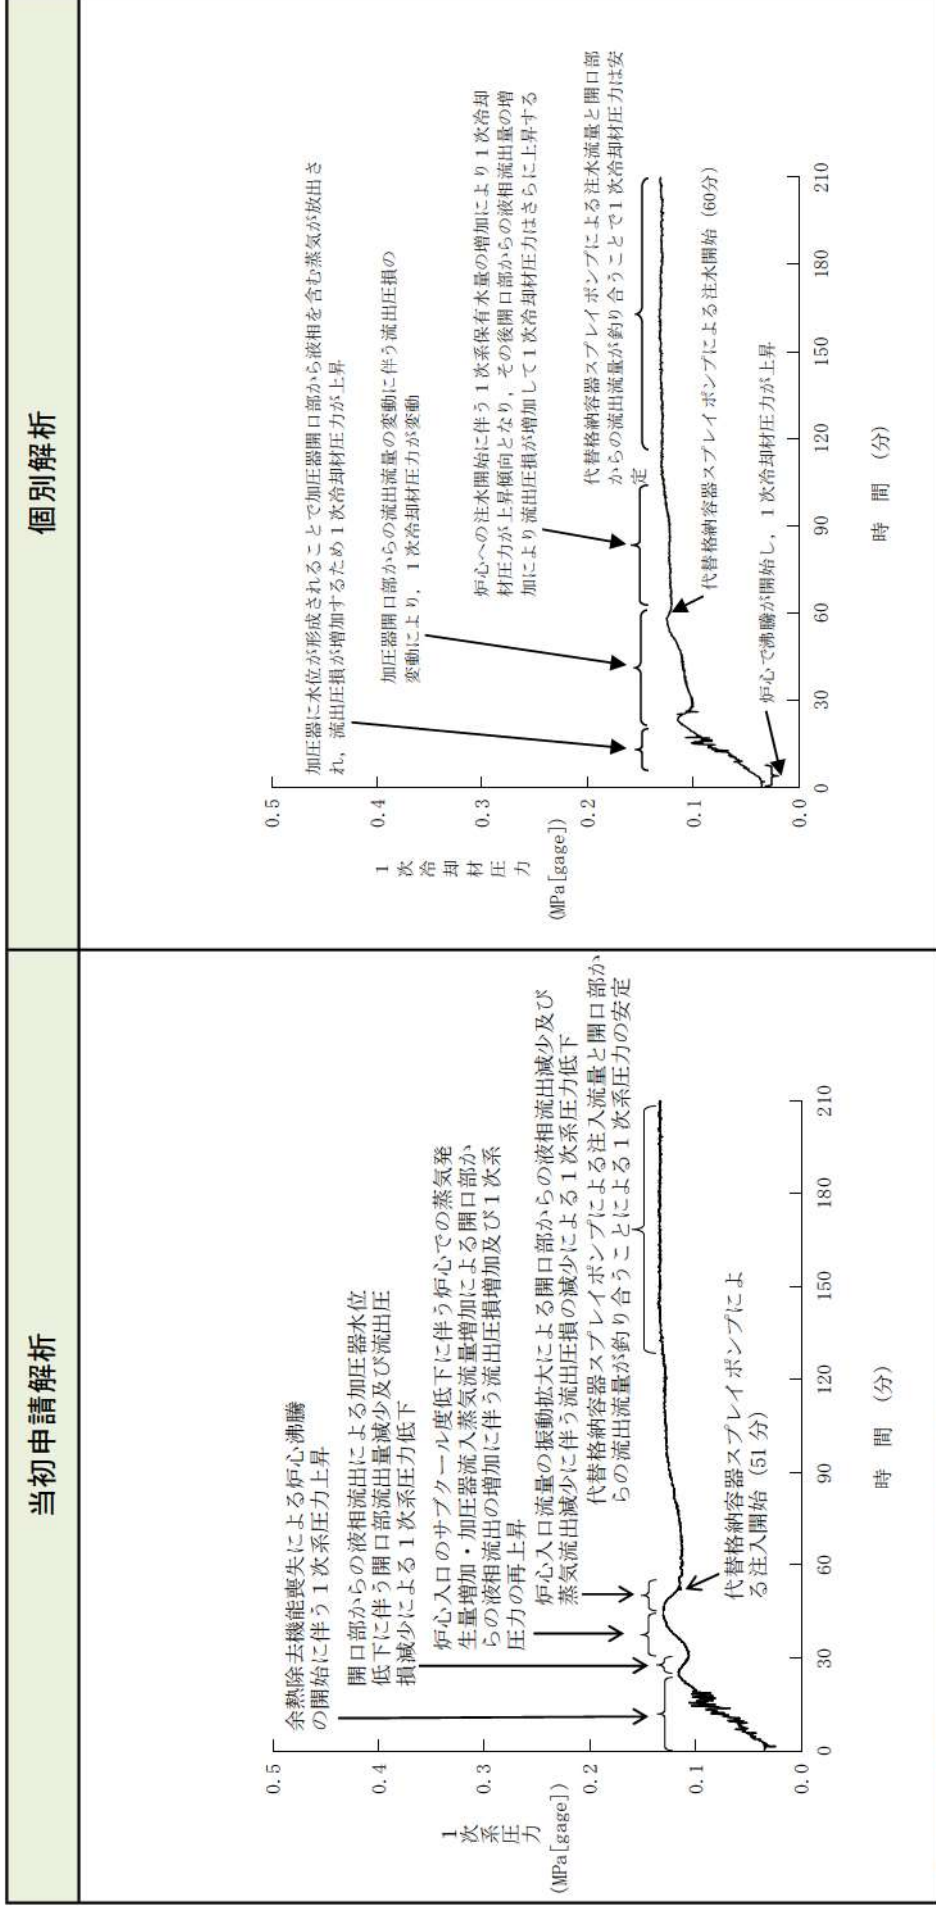 当初申請解析
余熱除去機能喪失による炉心沸騰
の開始に伴う1次系圧力上昇
開口部からの液相流出による加圧器水位
低下に伴う開口部流出量減少及び流出圧
損減少による1次系圧力低下
炉心入口のサブクール度低下に伴う炉心での蒸気発
生量増加・加圧器流入蒸気流量増加による開口部か
らの液相流出の増加に伴う流出圧損増加及び1次系
圧力の再上昇
炉心入口流量の振動拡大による開口部からの液相流出減少及び
蒸気流出減少に伴う流出圧損の減少による1次系圧力低下
代替格納容器スプレイポンプによる注入流量と開口部か
らの流出流量が釣り合うことによる1次系圧力の安定
代替格納容器スプレイポンプによ
る注入開始（51 分）
1次系圧力
(MPa[gage])
0.5
0.4
0.3
0.2
0.1
0.0
0
30
60
90
120
150
180
210
時 間 （分）
個別解析
加圧器に水位が形成されることで加圧器開口部から液相を含む蒸気が放出さ
れ，流出圧損が増加するため1次冷却材圧力が上昇
加圧器開口部からの流出流量の変動に伴う流出圧損の
変動により，1次冷却材圧力が変動
炉心への注水開始に伴う1次系保有水量の増加により1次冷却
材圧力が上昇傾向となり，その後開口部からの液相流出量の増
加により流出圧損が増加して1次冷却材圧力はさらに上昇する
代替格納容器スプレイポンプによる注水流量と開口部
からの流出流量が釣り合うことで1次冷却材圧力は安
定
代替格納容器スプレイポンプによる注水開始（60分）
炉心で沸騰が開始し，1次冷却材圧力が上昇
1次冷却材圧力
(MPa[gage])
0.5
0.4
0.3
0.2
0.1
0.0
0
30
60
90
120
150
180
210
時 間 （分）